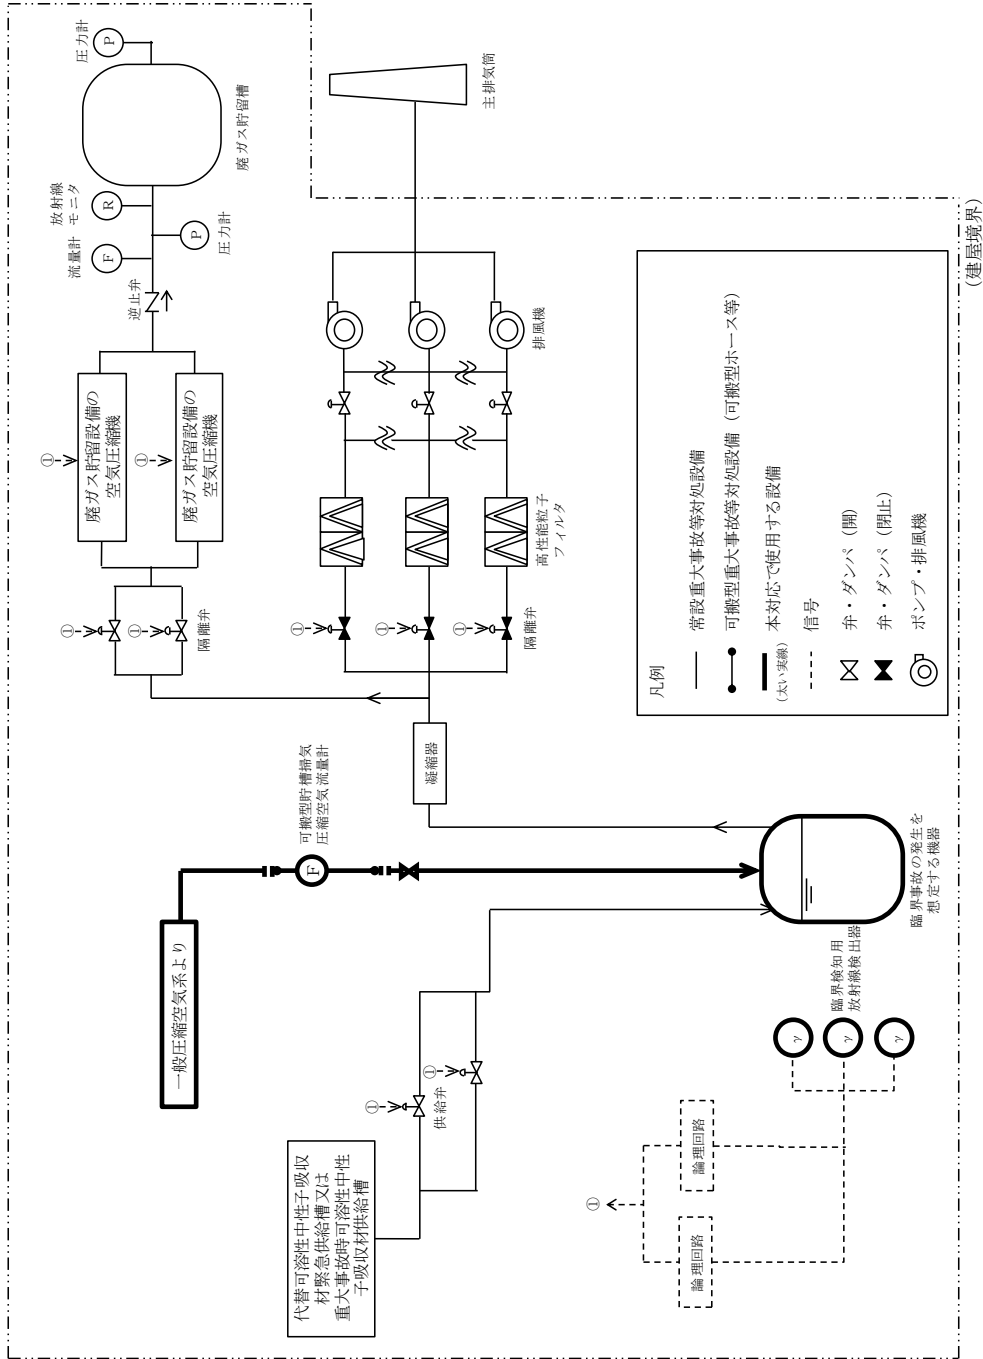 代替可溶性中性子吸収
材緊急供給槽又は
重大事故時可溶性中性
子吸収材供給槽
一般圧縮空気系より
①
①
供給弁
可搬型貯槽掃気
圧縮空気流量計
F
①
論理回路
論理回路
γ
γ
γ
臨界検知用
放射線検出器
臨界事故の発生を
想定する機器
凝縮器
①
①
隔離弁
①
①
①
隔離弁
①
①
廃ガス貯留設備の
空気圧縮機
廃ガス貯留設備の
空気圧縮機
高性能粒子
フィルタ
逆止弁
流量計
F
放射線
モニタ
R
P
圧力計
圧力計
P
廃ガス貯留槽
排風機
主排気筒
凡例
常設重大事故等対処設備
可搬型重大事故等対処設備（可搬型ホース等）
本対応で使用する設備
(太い実線)
信号
弁・ダンパ（開）
弁・ダンパ（閉止）
ポンプ・排風機
(建屋境界)